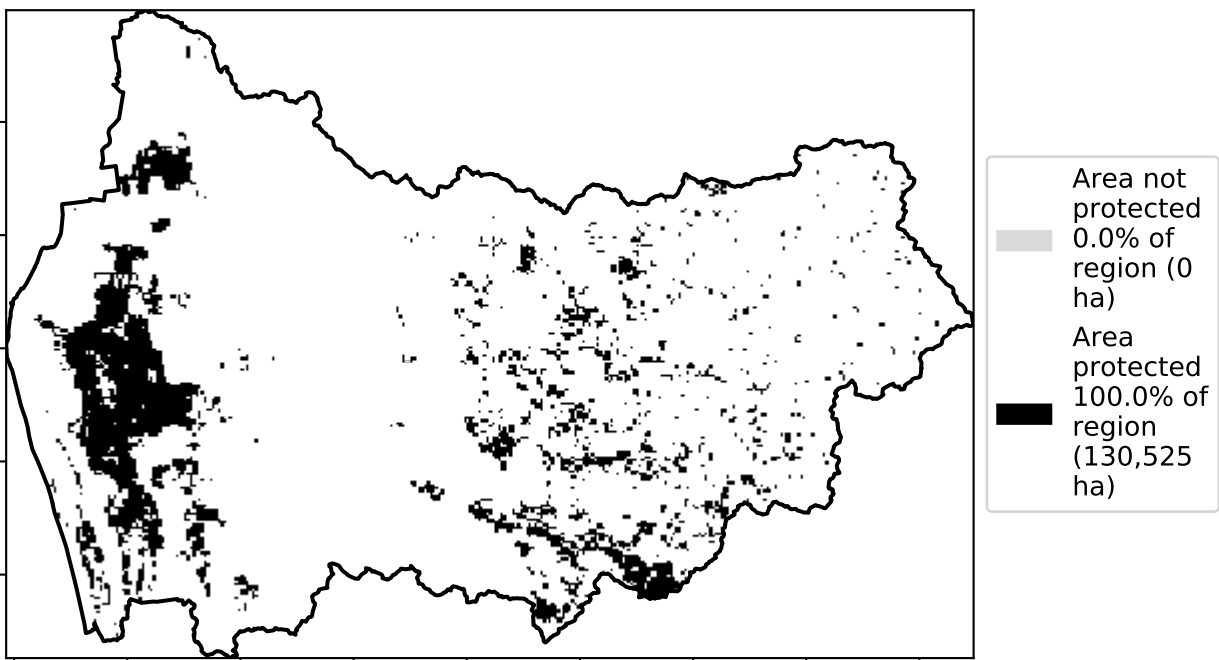 Area not
protected
0.0% of
region (0
ha)
Area
protected
100.0% of
region
(130,525
ha)